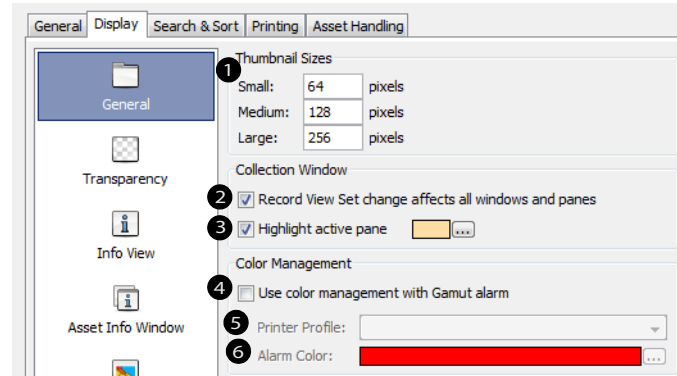 General Display Search & Sort Printing Asset Handling
1 Thumbnail Sizes
Small: 64 pixels
General
Medium: 128 pixels
Large: 256 pixels
Transparency
Collection Window
2 Record View Set change affects all windows and panes
3 Highlight active pane ...
Info View
Color Management
4 Use color management with Gamut alarm
Asset Info Window
5 Printer Profile:
6 Alarm Color: ...